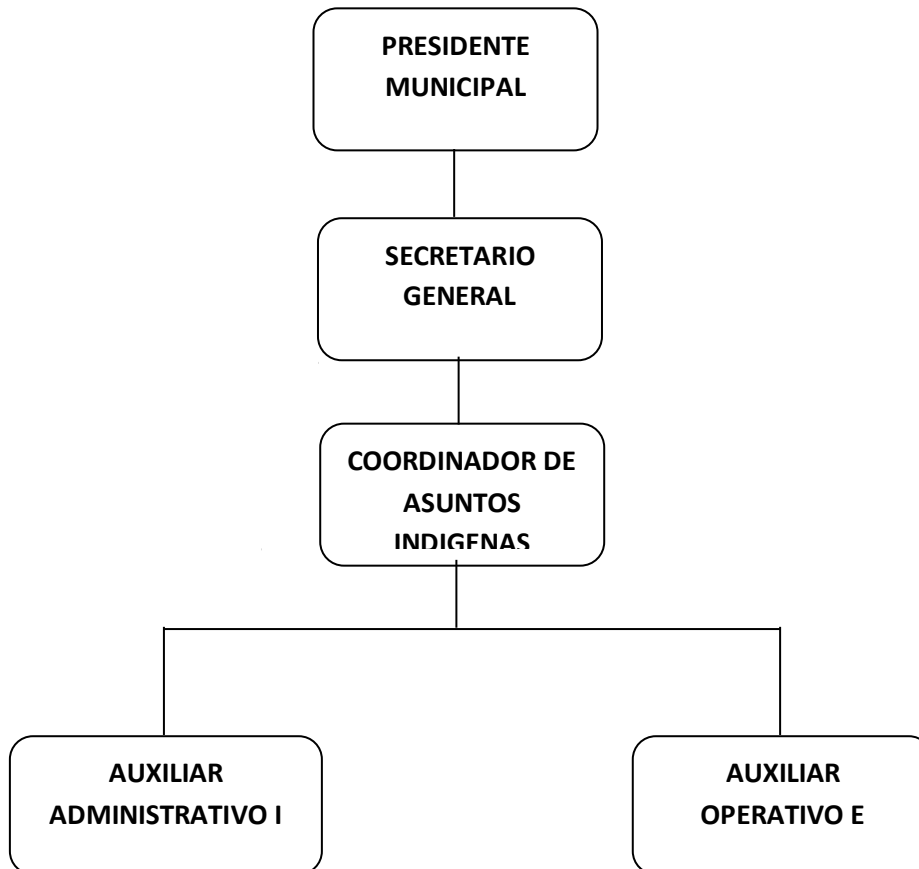 PRESIDENTE
MUNICIPAL
SECRETARIO
GENERAL
COORDINADOR DE
ASUNTOS
INDIGENAS
AUXILIAR
ADMINISTRATIVO I
AUXILIAR
OPERATIVO E